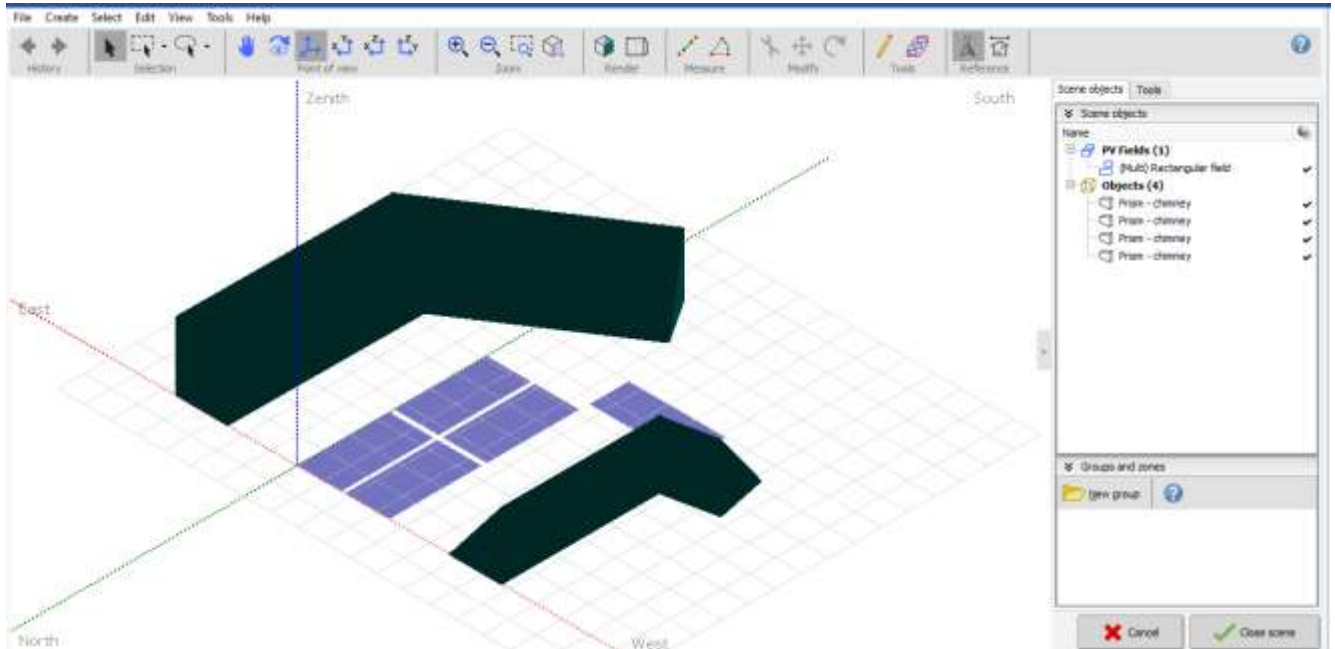 File Create Select Edit View Tools Help
History Selection Point of view Zoom Render Measure Modify Tools Reference
Zenith
South
East
North
West
Scene objects Tools
Scene objects
Name
PV Fields (1)
(Multi) Rectangular field
Objects (4)
Prism - chimney
Prism - chimney
Prism - chimney
Prism - chimney
Groups and zones
New group
Cancel Close scene